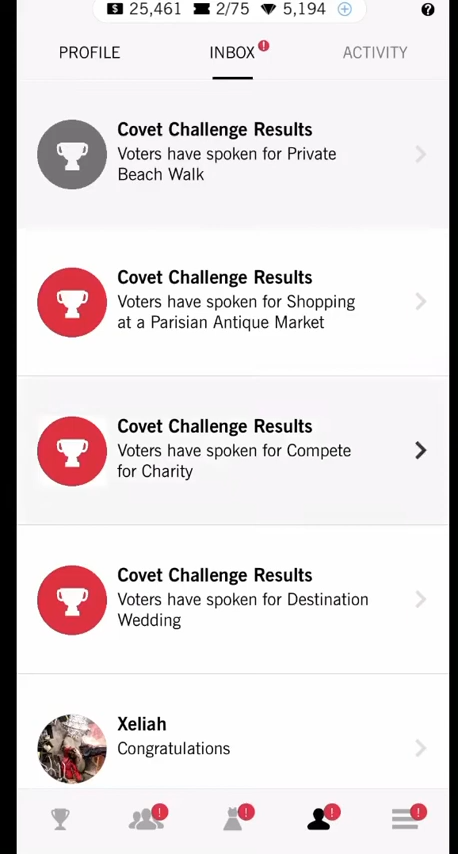 $ 25,461 2/75 5,194 + ?
PROFILE INBOX ! ACTIVITY
Covet Challenge Results
Voters have spoken for Private
Beach Walk
Covet Challenge Results
Voters have spoken for Shopping
at a Parisian Antique Market
Covet Challenge Results
Voters have spoken for Compete
for Charity
Covet Challenge Results
Voters have spoken for Destination
Wedding
Xeliah
Congratulations
! ! ! !